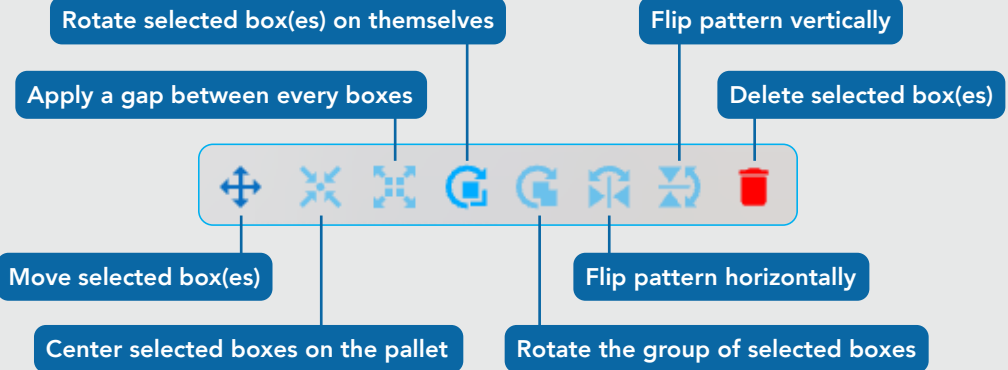 Rotate selected box(es) on themselves
Flip pattern vertically
Apply a gap between every boxes
Delete selected box(es)
Move selected box(es)
Flip pattern horizontally
Center selected boxes on the pallet
Rotate the group of selected boxes